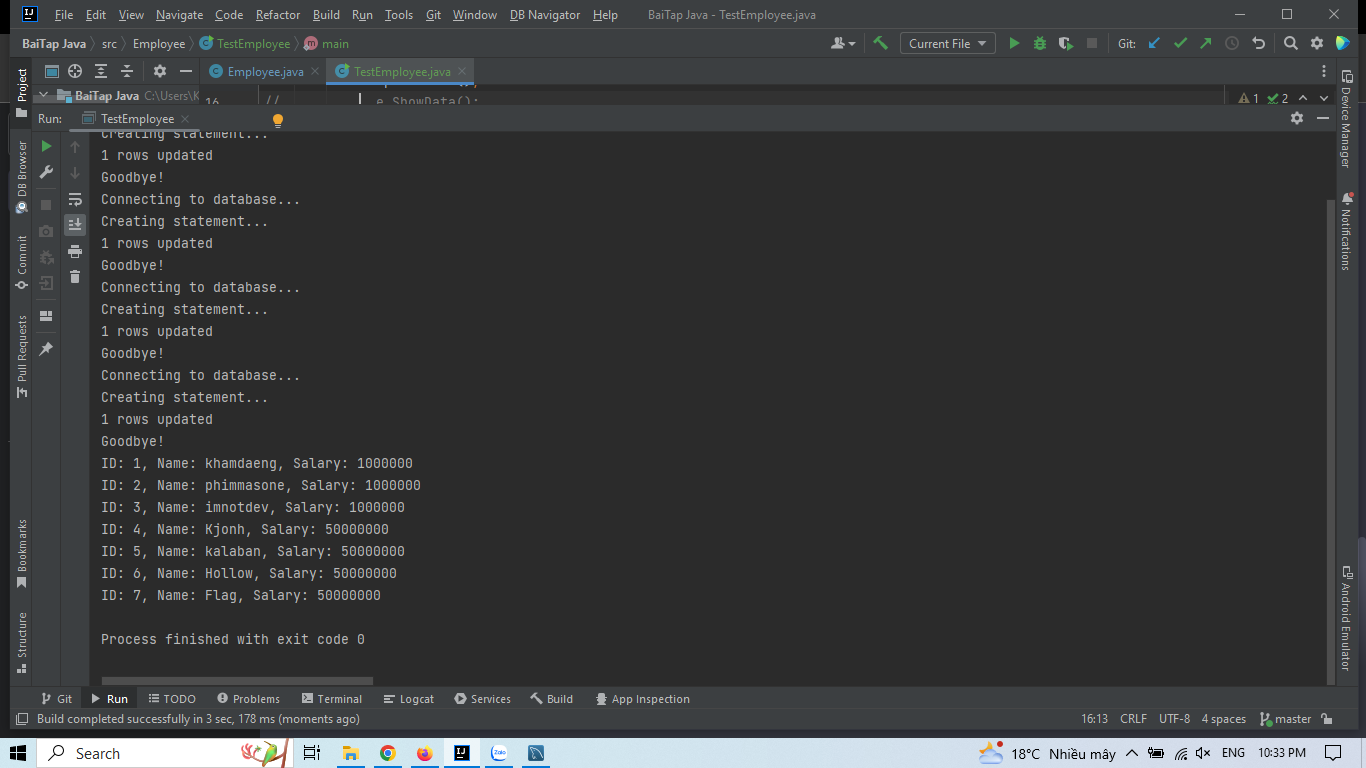 File Edit View Navigate Code Refactor Build Run Tools Git Window DB Navigator Help BaiTap Java - TestEmployee.java
BaiTap Java src Employee TestEmployee main Current File Git:
Project
Employee.java TestEmployee.java
BaiTap Java C:\Users\K 16 // e.ShowData(); 1 2
Run: TestEmployee
Creating statement...
1 rows updated
Goodbye!
Connecting to database...
Creating statement...
1 rows updated
Goodbye!
Connecting to database...
Creating statement...
1 rows updated
Goodbye!
Connecting to database...
Creating statement...
1 rows updated
Goodbye!
ID: 1, Name: khamdaeng, Salary: 1000000
ID: 2, Name: phimmasone, Salary: 1000000
ID: 3, Name: imnotdev, Salary: 1000000
ID: 4, Name: Kjonh, Salary: 50000000
ID: 5, Name: kalaban, Salary: 50000000
ID: 6, Name: Hollow, Salary: 50000000
ID: 7, Name: Flag, Salary: 50000000
Process finished with exit code 0
DB Browser
Commit
Pull Requests
Bookmarks
Structure
Device Manager
Notifications
Android Emulator
Git Run TODO Problems Terminal Logcat Services Build App Inspection
Build completed successfully in 3 sec, 178 ms (moments ago) 16:13 CRLF UTF-8 4 spaces master
Search Zalo 18°C Nhiều mây ENG 10:33 PM